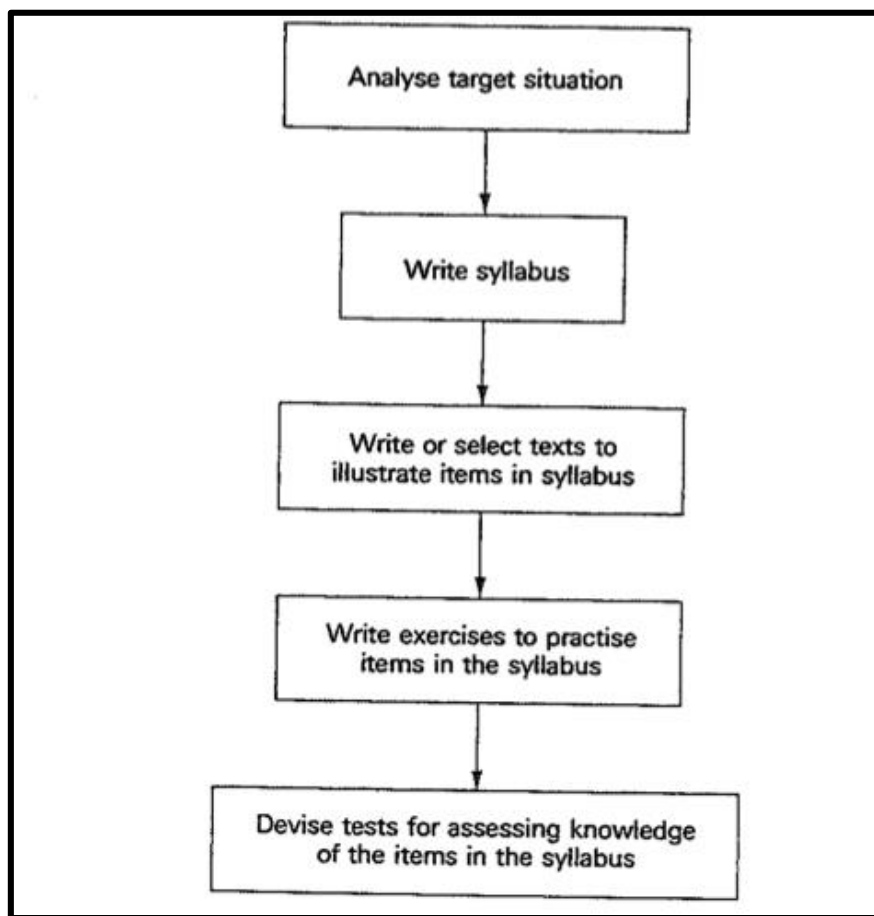 Analyse target situation
Write syllabus
Write or select texts to
illustrate items in syllabus
Write exercises to practise
items in the syllabus
Devise tests for assessing knowledge
of the items in the syllabus